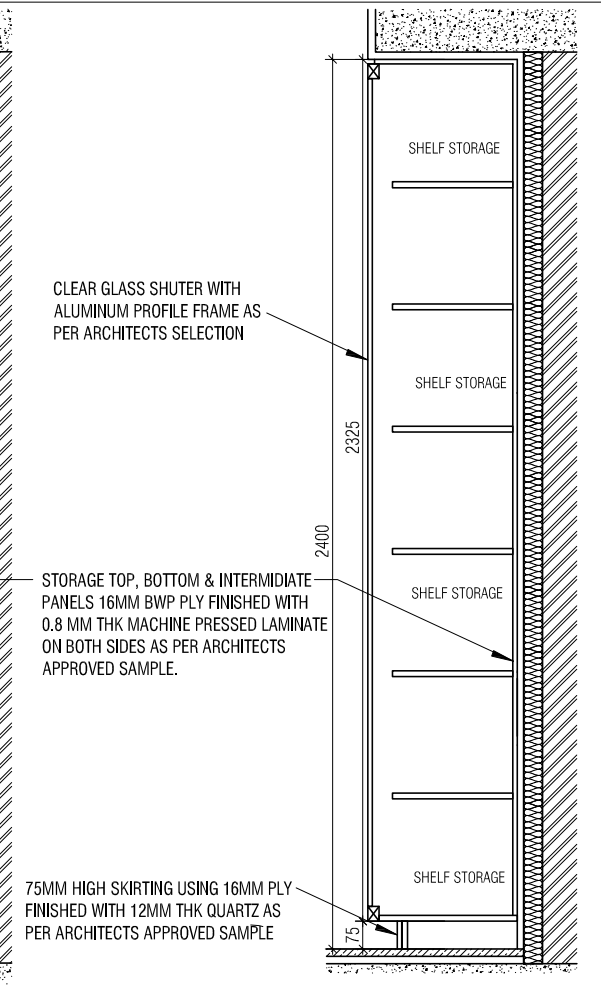 SHELF STORAGE
CLEAR GLASS SHUTER WITH
ALUMINUM PROFILE FRAME AS
PER ARCHITECTS SELECTION
SHELF STORAGE
2325
2400
STORAGE TOP, BOTTOM & INTERMIDIATE
PANELS 16MM BWP PLY FINISHED WITH
0.8 MM THK MACHINE PRESSED LAMINATE
ON BOTH SIDES AS PER ARCHITECTS
APPROVED SAMPLE.
SHELF STORAGE
SHELF STORAGE
75MM HIGH SKIRTING USING 16MM PLY
FINISHED WITH 12MM THK QUARTZ AS
PER ARCHITECTS APPROVED SAMPLE
75